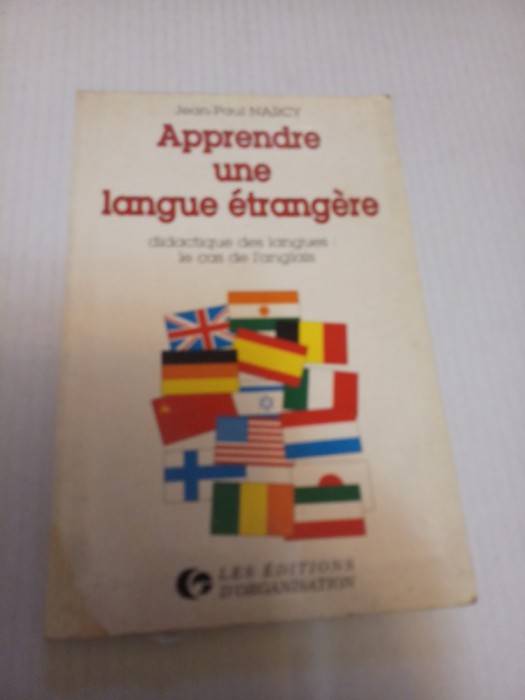 Jean-Paul NARCY
Apprendre
une
langue étrangère
didactique des langues :
le cas de l'anglais
LES ÉDITIONS
D'ORGANISATION